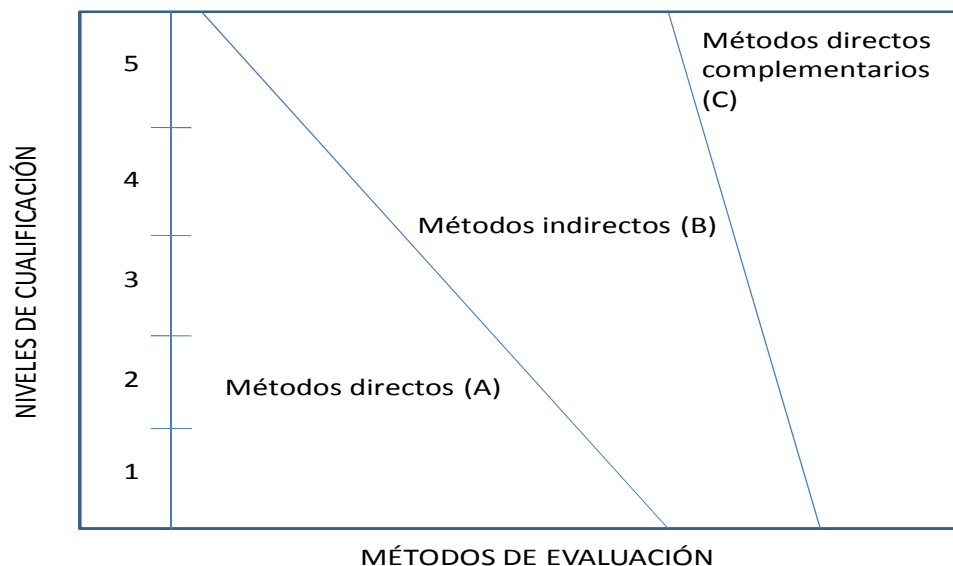 Métodos directos
complementarios
(C)
5
4
Métodos indirectos (B)
3
2
Métodos directos (A)
1
NIVELES DE CUALIFICACIÓN
MÉTODOS DE EVALUACIÓN